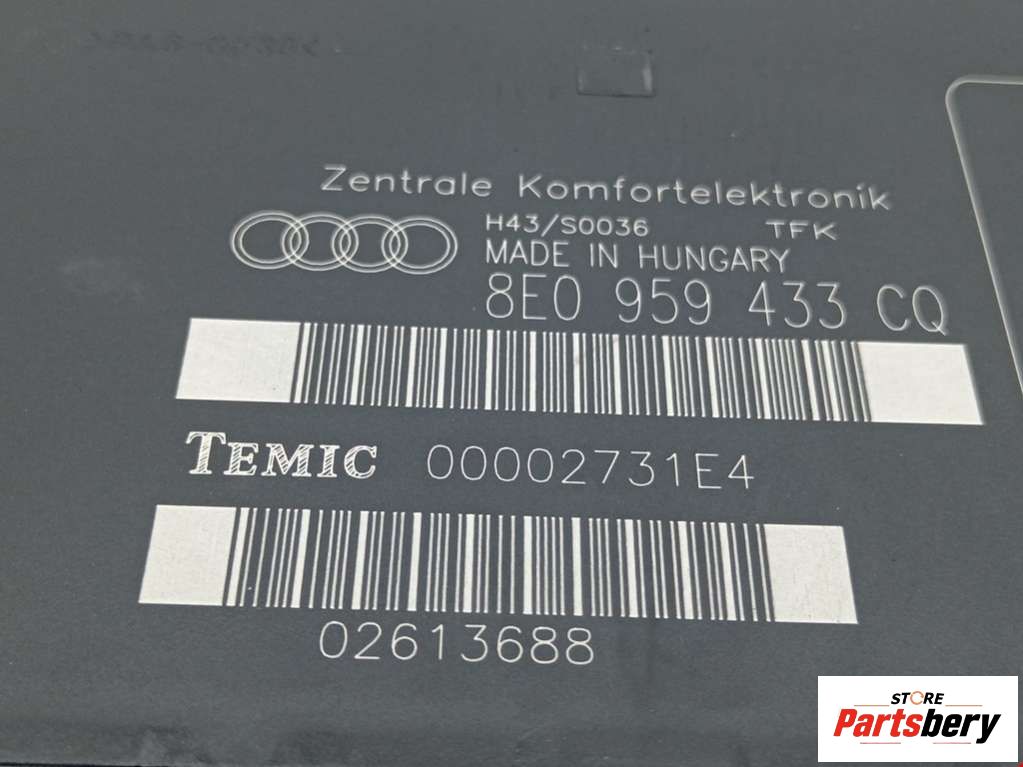 Zentrale Komfortelektronik
H43/S0036 TFK
MADE IN HUNGARY
8E0 959 433 CQ
TEMIC 00002731E4
02613688
STORE
Partsbery